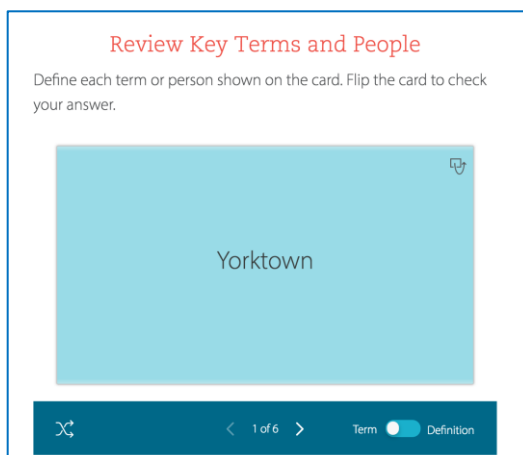 Review Key Terms and People
Define each term or person shown on the card. Flip the card to check
your answer.
Yorktown
1 of 6
Term
Definition